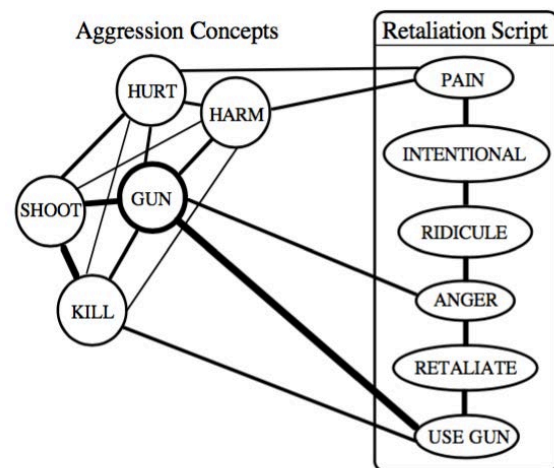 Aggression Concepts
Retaliation Script
HURT
HARM
GUN
SHOOT
KILL
PAIN
INTENTIONAL
RIDICULE
ANGER
RETALIATE
USE GUN